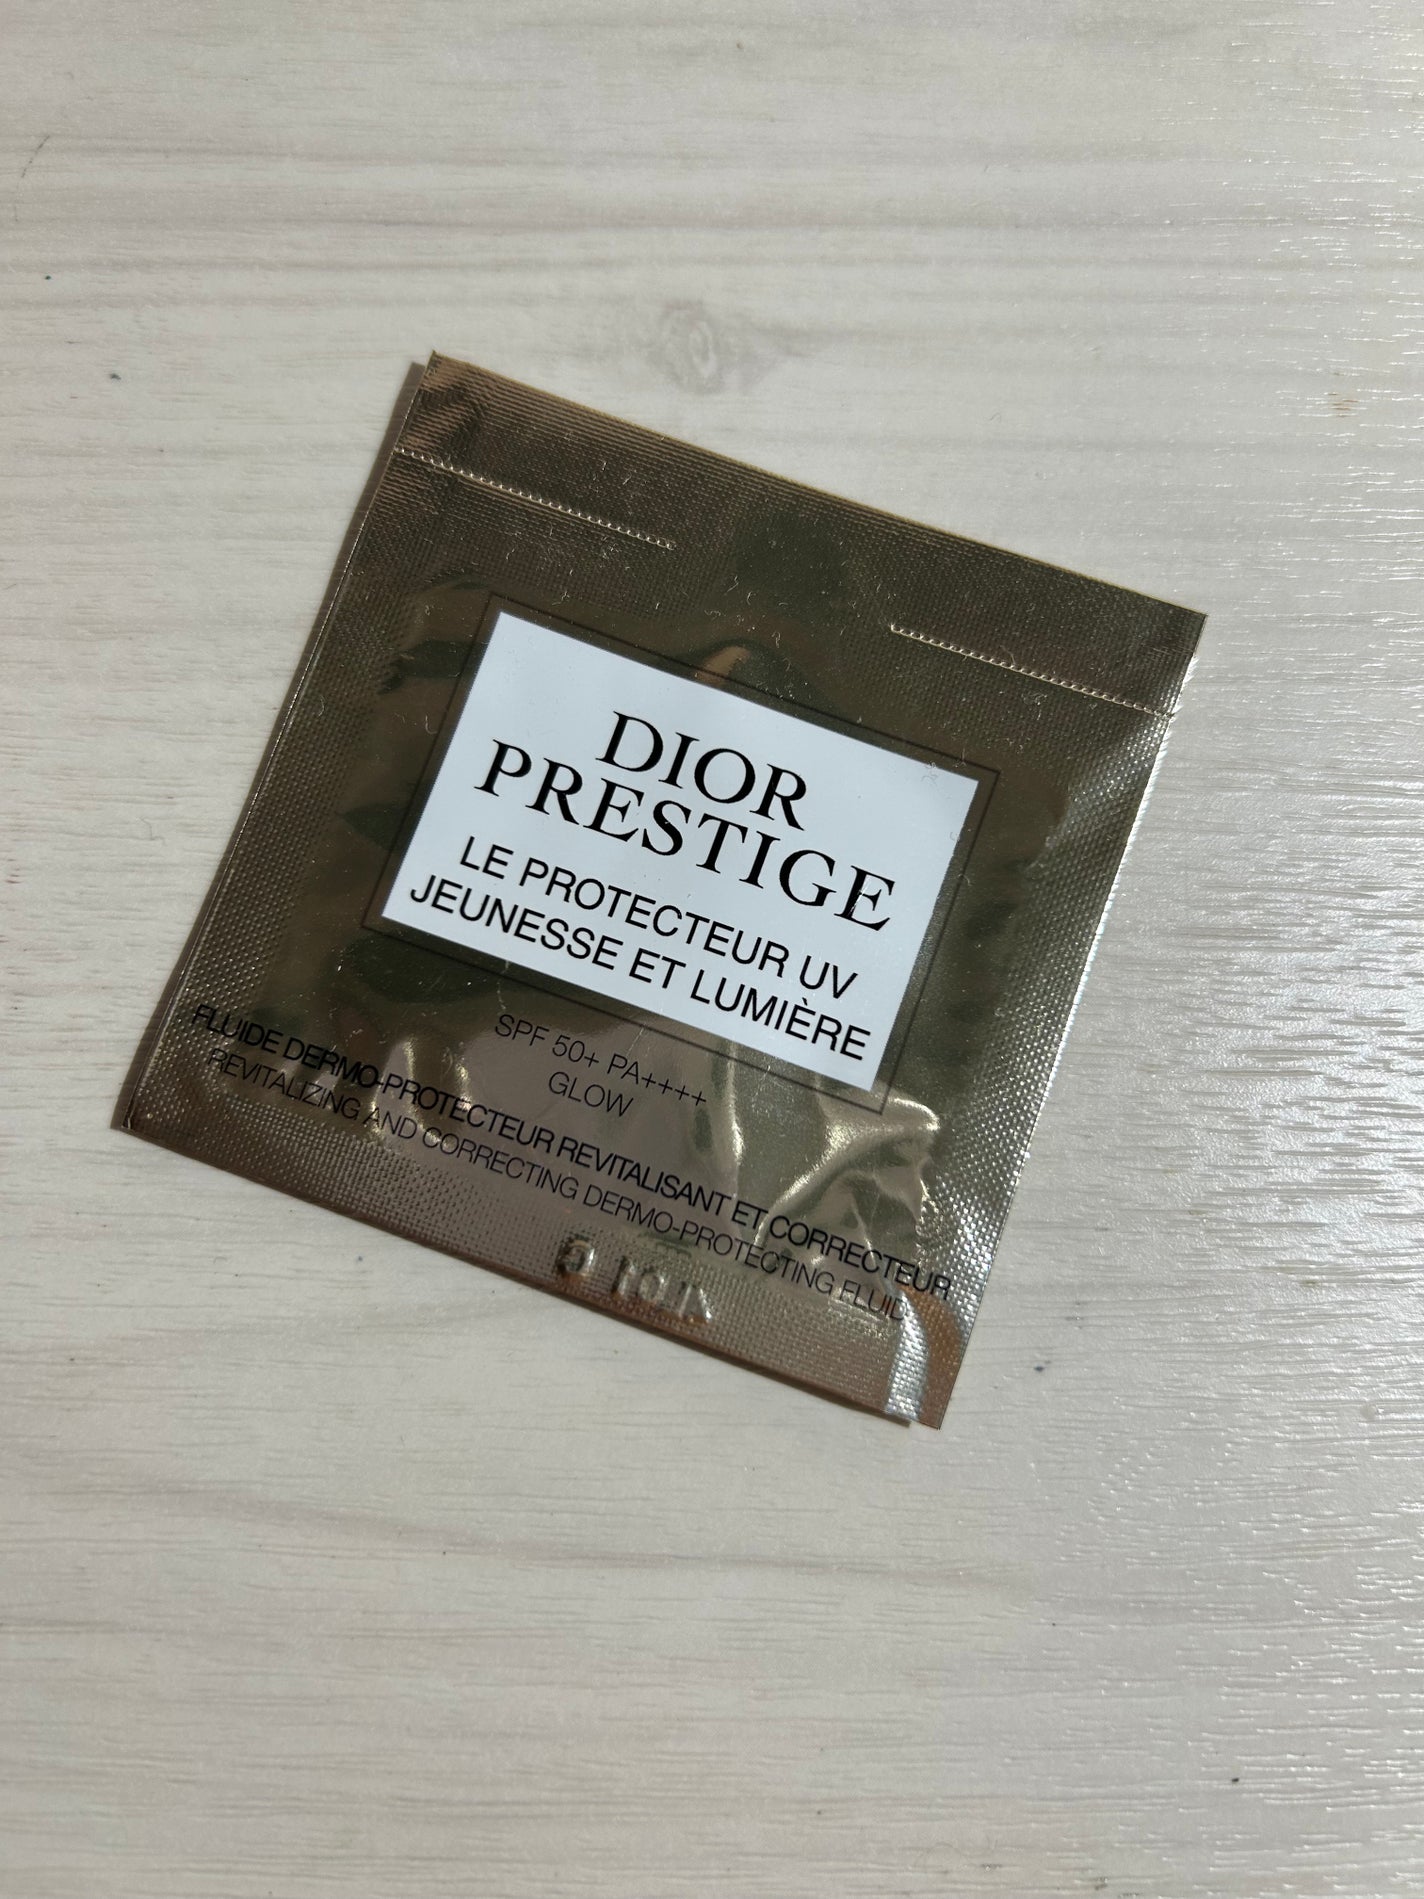 DIOR
PRESTIGE
LE PROTECTEUR UV
JEUNESSE ET LUMIÈRE
SPF 50+ PA++++
GLOW
FLUIDE DERMO-PROTECTEUR REVITALISANT ET CORRECTEUR
REVITALIZING AND CORRECTING DERMO-PROTECTING FLUID